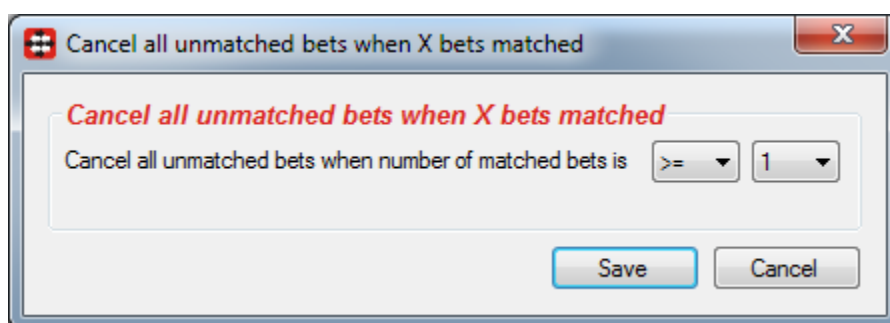 Cancel all unmatched bets when X bets matched
Cancel all unmatched bets when X bets matched
Cancel all unmatched bets when number of matched bets is >= 1
Save Cancel